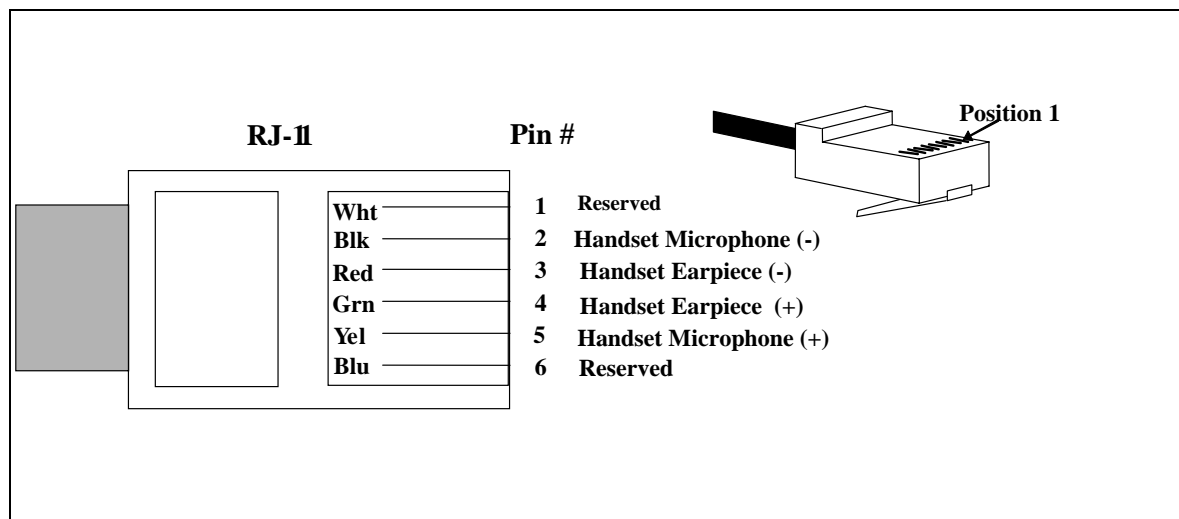 Position 1
RJ-11 Pin #
Wht 1 Reserved
Blk 2 Handset Microphone (-)
Red 3 Handset Earpiece (-)
Grn 4 Handset Earpiece (+)
Yel 5 Handset Microphone (+)
Blu 6 Reserved